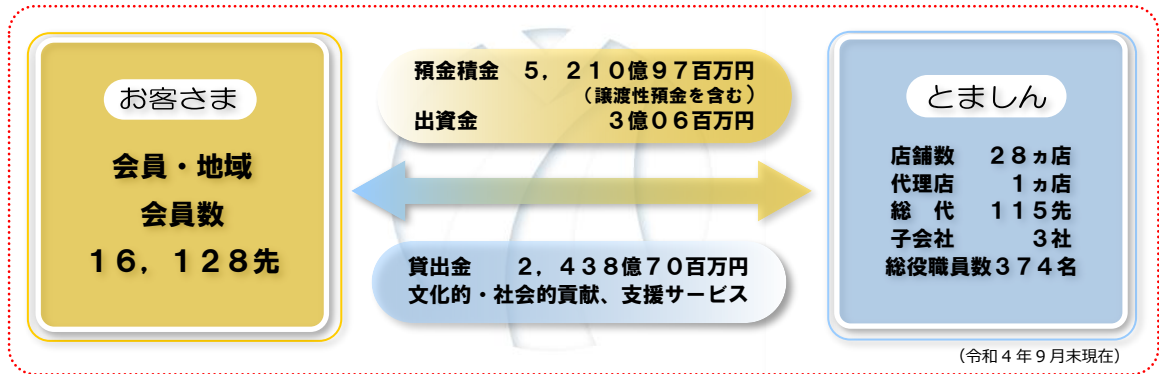 お客さま
会員・地域
会員数
１６，１２８先
預金積金　５，２１０億９７百万円
（譲渡性預金を含む）
出資金　３億０６百万円
貸出金　２，４３８億７０百万円
文化的・社会的貢献、支援サービス
とましん
店舗数　２８ヵ店
代理店　１ヵ店
総　代　１１５先
子会社　３社
総役職員数３７４名
（令和４年９月末現在）